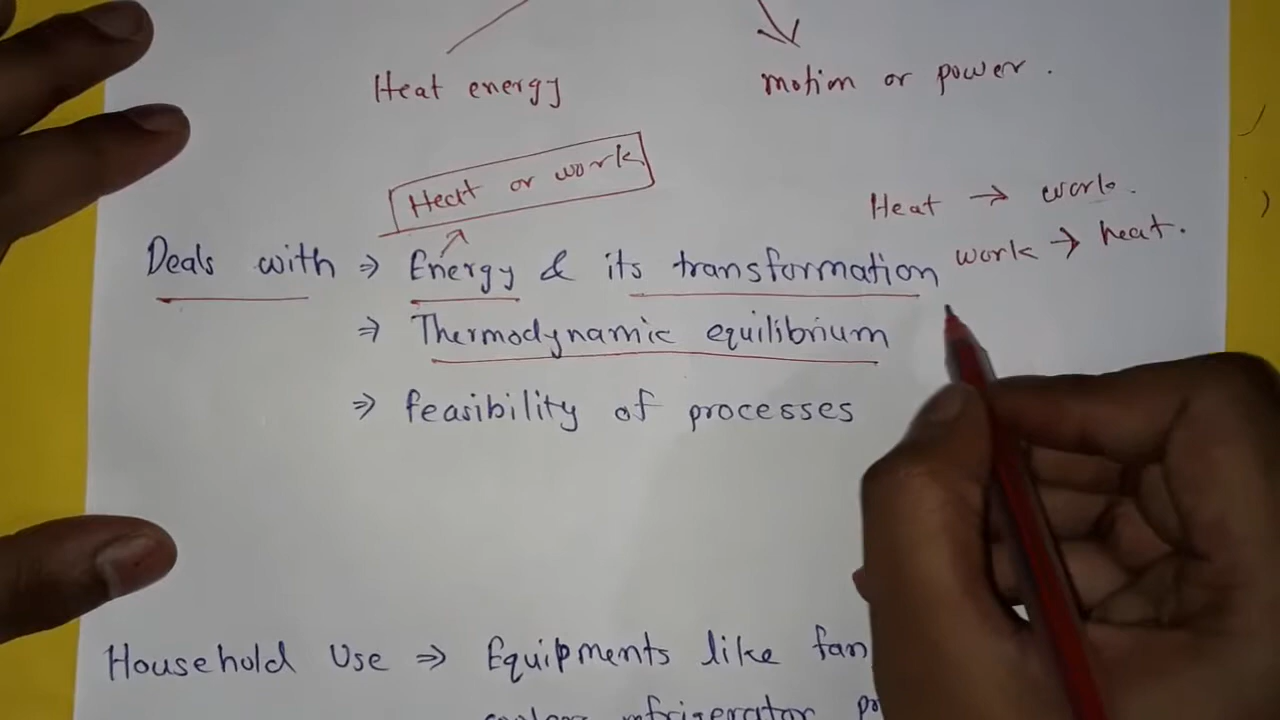 Heat energy
motion or power.
Heat or work
Heat → work.
Deals with ⇒ Energy & its transformation
work → heat.
⇒ Thermodynamic equilibrium
⇒ feasibility of processes
Household Use ⇒ Equipments like fan
refrigerator